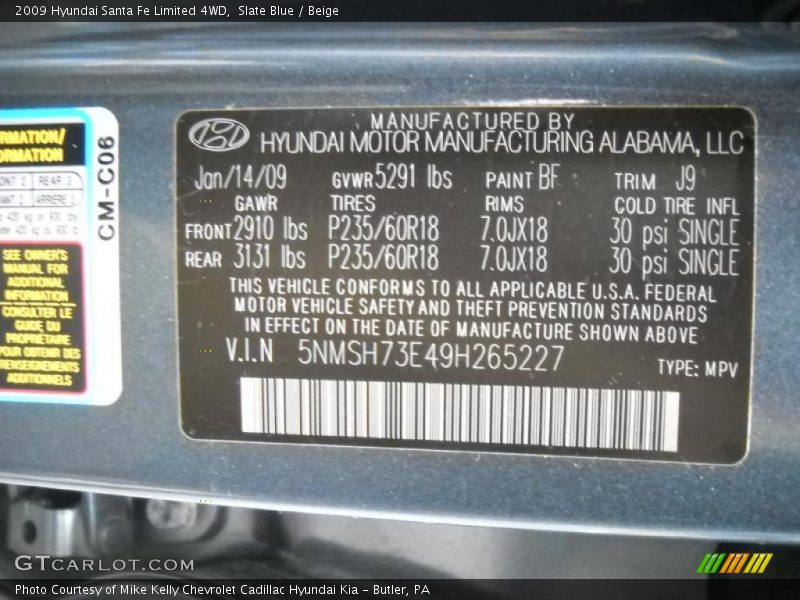 2009 Hyundai Santa Fe Limited 4WD,  Slate Blue / Beige
MANUFACTURED BY
HYUNDAI MOTOR MANUFACTURING ALABAMA, LLC
Jan/14/09 GVWR 5291 lbs PAINT BF TRIM J9
GAWR TIRES RIMS COLD TIRE INFL
FRONT 2910 lbs P235/60R18 7.0JX18 30 psi SINGLE
REAR 3131 lbs P235/60R18 7.0JX18 30 psi SINGLE
THIS VEHICLE CONFORMS TO ALL APPLICABLE U.S.A. FEDERAL
MOTOR VEHICLE SAFETY AND THEFT PREVENTION STANDARDS
IN EFFECT ON THE DATE OF MANUFACTURE SHOWN ABOVE
V.I.N 5NMSH73E49H265227
TYPE: MPV
CM-C06
REAR 3
ARRIERE
SEE OWNER'S
MANUAL FOR
ADDITIONAL
INFORMATION
CONSULTER LE
GUIDE DU
PROPRIETAIRE
POUR OBTENIR DES
RENSEIGNEMENTS
ADDITIONNELS
GTCARLOT.COM
Photo Courtesy of Mike Kelly Chevrolet Cadillac Hyundai Kia - Butler, PA